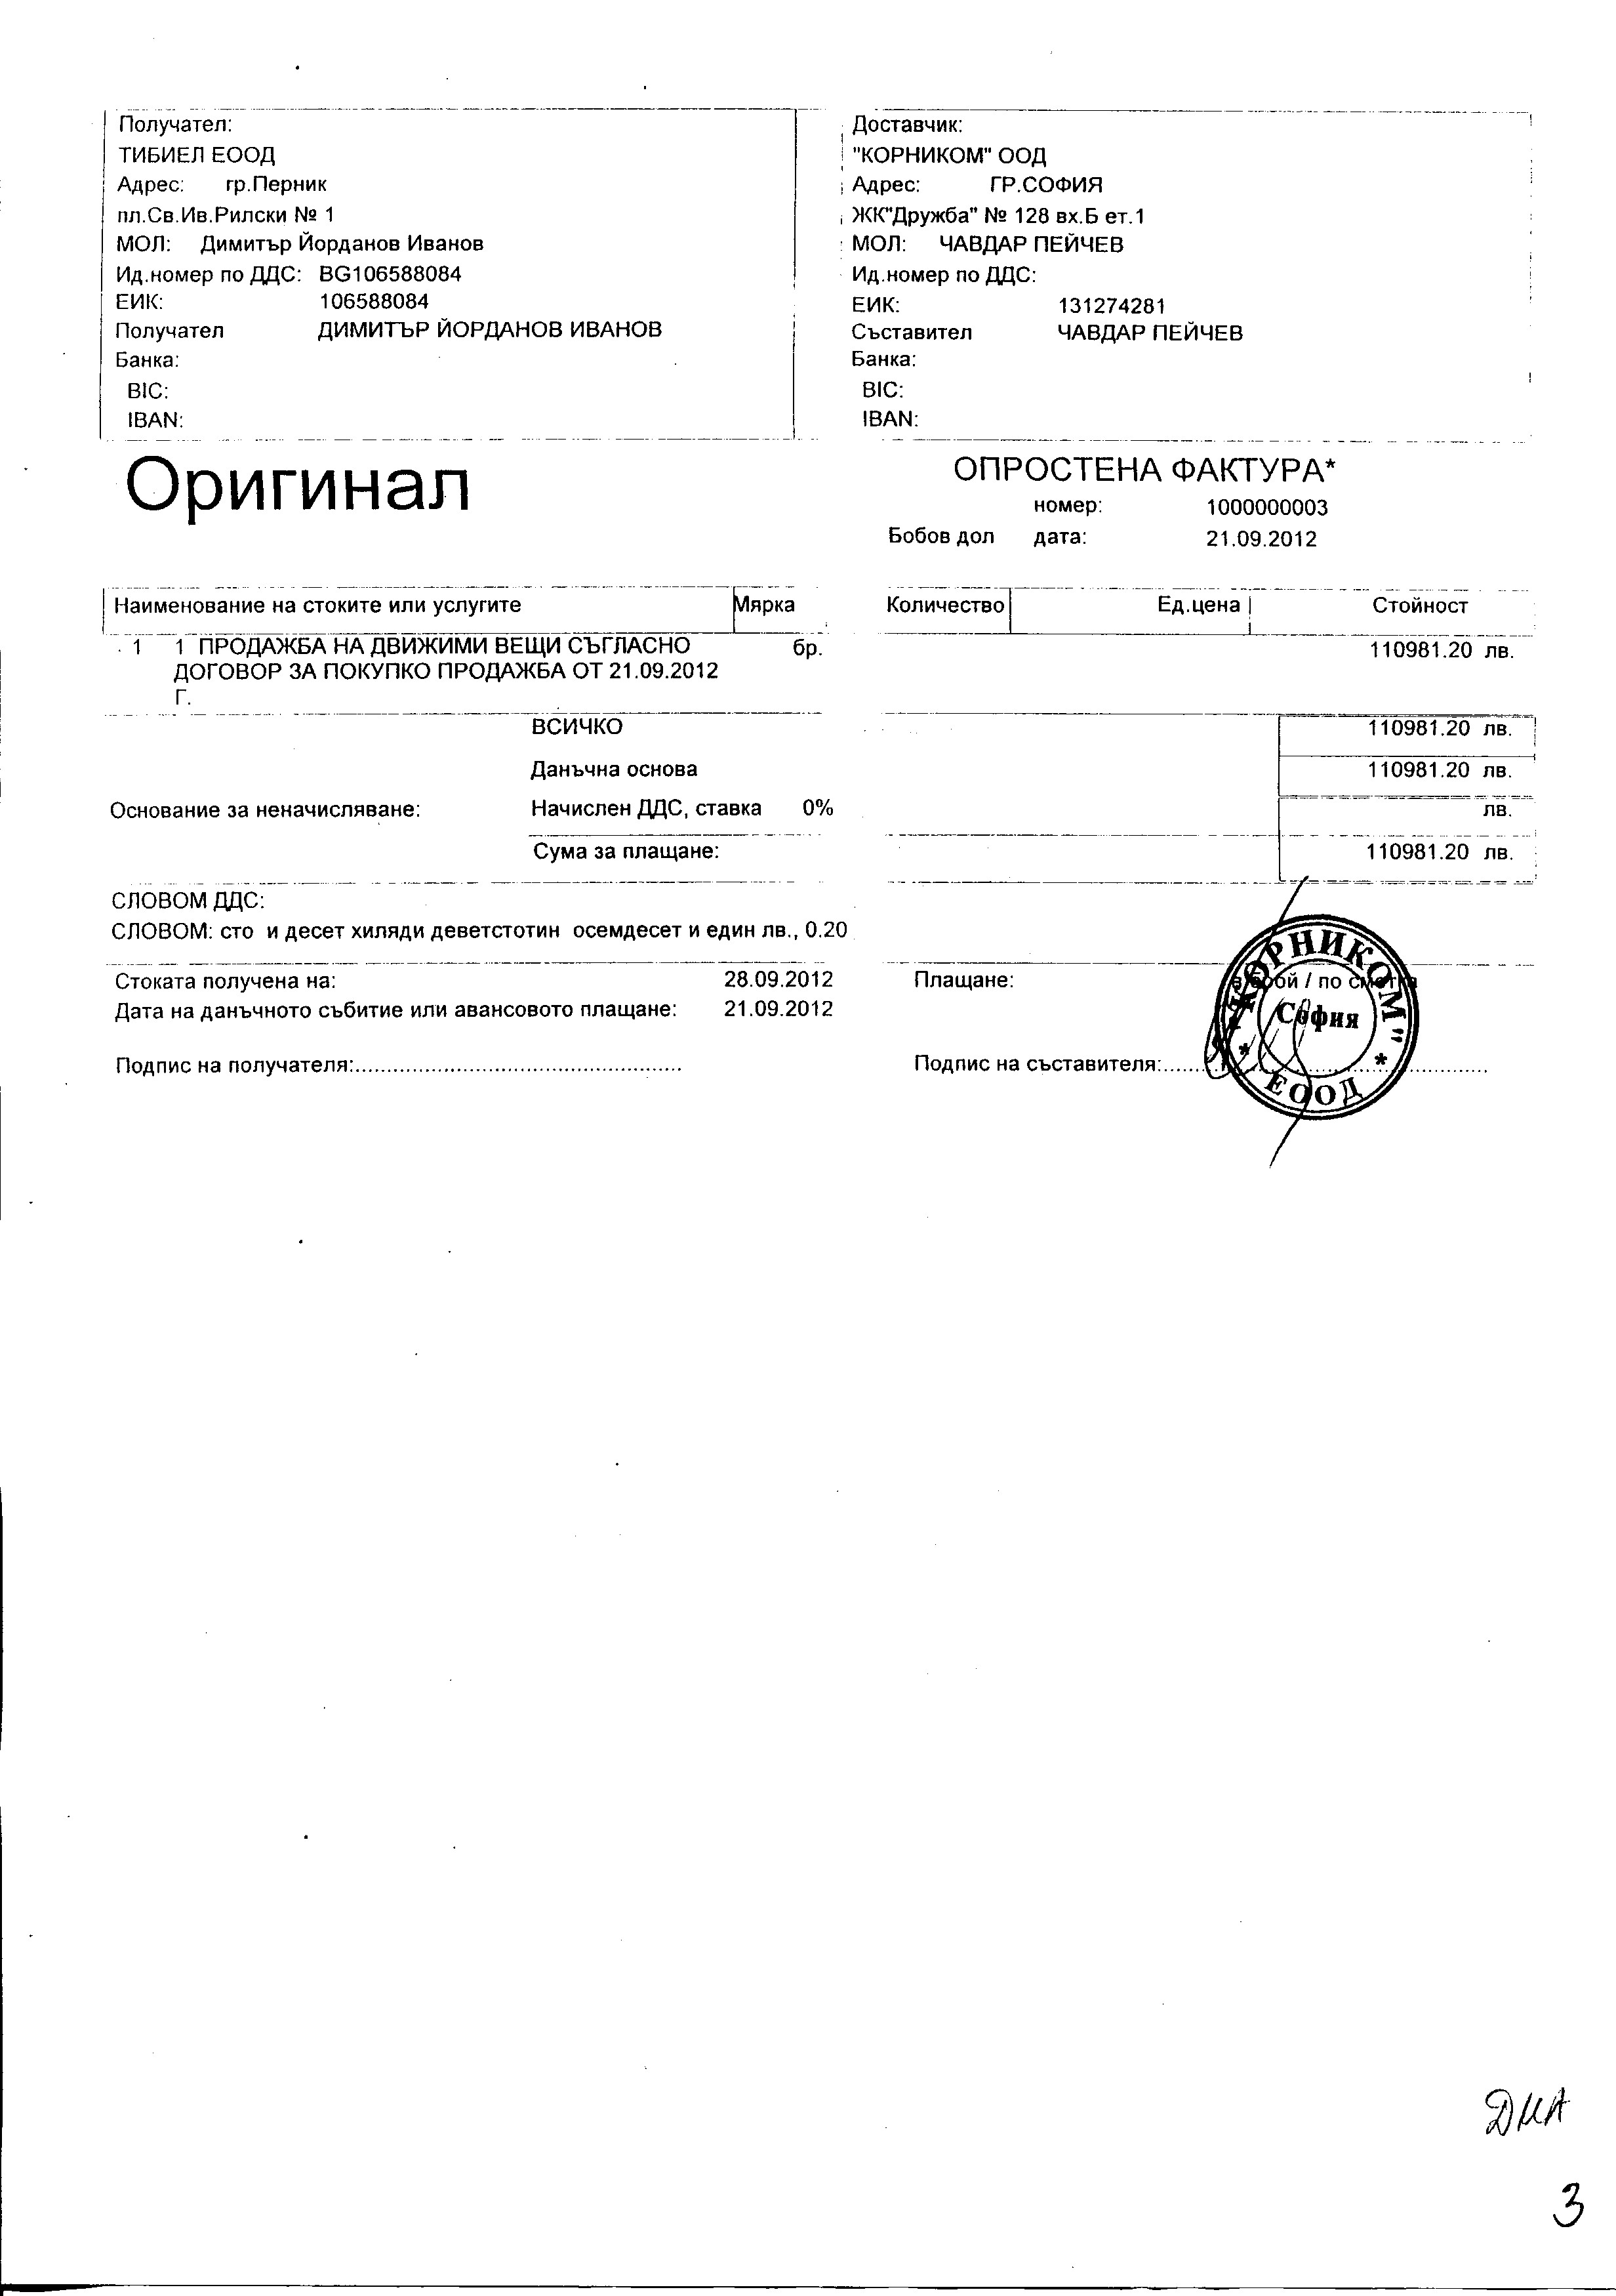 Получател:
ТИБИЕЛ ЕООД
Адрес: гр.Перник
пл.Св.Ив.Рилски № 1
МОЛ: Димитър Йорданов Иванов
Ид.номер по ДДС: BG106588084
ЕИК: 106588084
Получател ДИМИТЪР ЙОРДАНОВ ИВАНОВ
Банка:
BIC:
IBAN:
Доставчик:
"КОРНИКОМ" ООД
Адрес: ГР.СОФИЯ
ЖК"Дружба" № 128 вх.Б ет.1
МОЛ: ЧАВДАР ПЕЙЧЕВ
Ид.номер по ДДС:
ЕИК: 131274281
Съставител ЧАВДАР ПЕЙЧЕВ
Банка:
BIC:
IBAN:
Оригинал
ОПРОСТЕНА ФАКТУРА*
номер: 1000000003
Бобов дол дата: 21.09.2012
Наименование на стоките или услугите Мярка Количество Ед.цена Стойност
1 1 ПРОДАЖБА НА ДВИЖИМИ ВЕЩИ СЪГЛАСНО бр. 110981.20 лв.
ДОГОВОР ЗА ПОКУПКО ПРОДАЖБА ОТ 21.09.2012
Г.
ВСИЧКО 110981.20 лв.
Данъчна основа 110981.20 лв.
Основание за неначисляване: Начислен ДДС, ставка 0% лв.
Сума за плащане: 110981.20 лв.
СЛОВОМ ДДС:
СЛОВОМ: сто и десет хиляди деветстотин осемдесет и един лв., 0.20
Стоката получена на: 28.09.2012 Плащане: в брой / по сметка
Дата на данъчното събитие или авансовото плащане: 21.09.2012
Подпис на получателя:.................................................... Подпис на съставителя:....................................................
"КОРНИКОМ"
София
* ЕООД *
ДМА
3